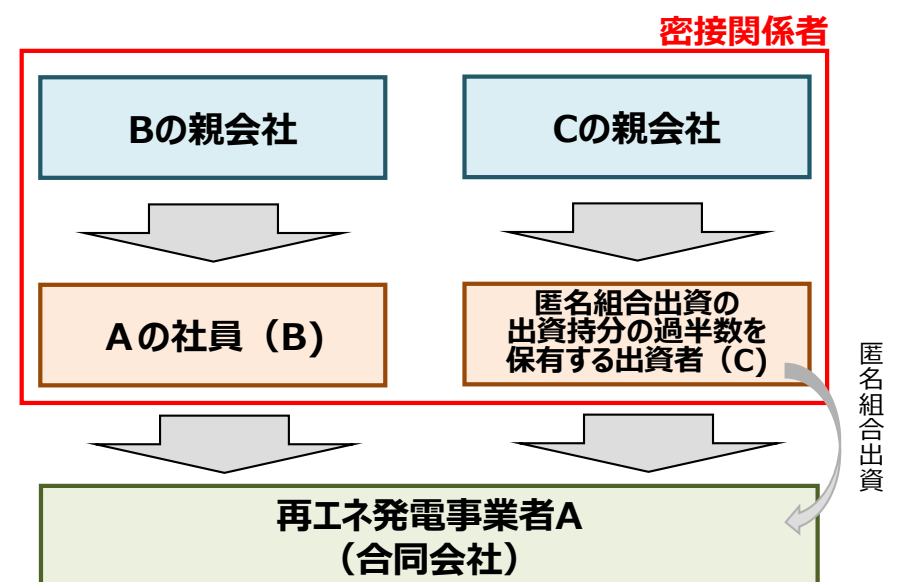 密接関係者
Bの親会社
Cの親会社
Aの社員（B)
匿名組合出資の
出資持分の過半数を
保有する出資者（C)
匿名組合出資
再エネ発電事業者A
（合同会社）